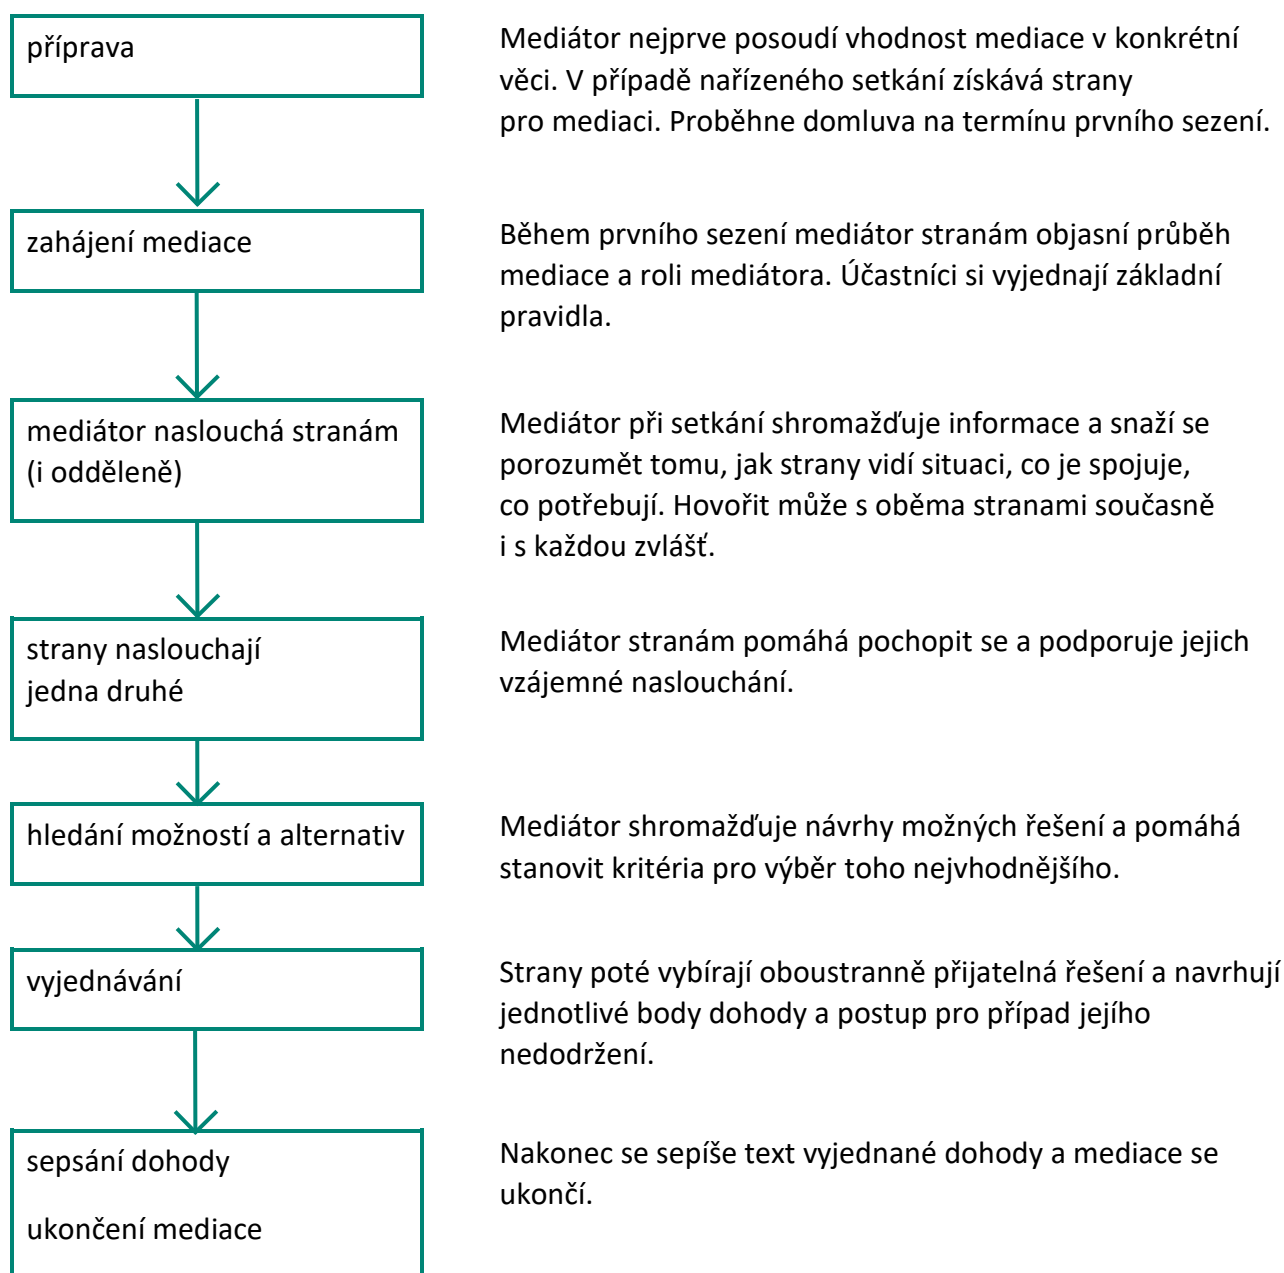 příprava
Mediátor nejprve posoudí vhodnost mediace v konkrétní
věci. V případě nařízeného setkání získává strany
pro mediaci. Proběhne domluva na termínu prvního sezení.
zahájení mediace
Během prvního sezení mediátor stranám objasní průběh
mediace a roli mediátora. Účastníci si vyjednají základní
pravidla.
mediátor naslouchá stranám
(i odděleně)
Mediátor při setkání shromažďuje informace a snaží se
porozumět tomu, jak strany vidí situaci, co je spojuje,
co potřebují. Hovořit může s oběma stranami současně
i s každou zvlášť.
strany naslouchají
jedna druhé
Mediátor stranám pomáhá pochopit se a podporuje jejich
vzájemné naslouchání.
hledání možností a alternativ
Mediátor shromažďuje návrhy možných řešení a pomáhá
stanovit kritéria pro výběr toho nejvhodnějšího.
vyjednávání
Strany poté vybírají oboustranně přijatelná řešení a navrhují
jednotlivé body dohody a postup pro případ jejího
nedodržení.
sepsání dohody
ukončení mediace
Nakonec se sepíše text vyjednané dohody a mediace se
ukončí.